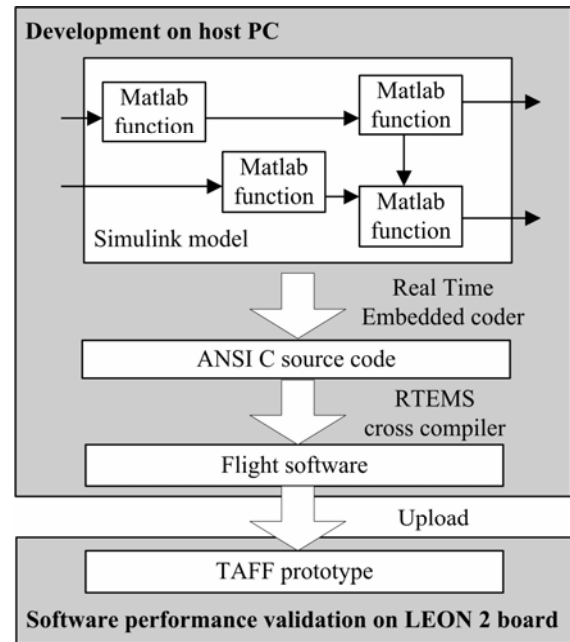 Development on host PC
Matlab
function
Matlab
function
Matlab
function
Matlab
function
Simulink model
Real Time
Embedded coder
ANSI C source code
RTEMS
cross compiler
Flight software
Upload
TAFF prototype
Software performance validation on LEON 2 board